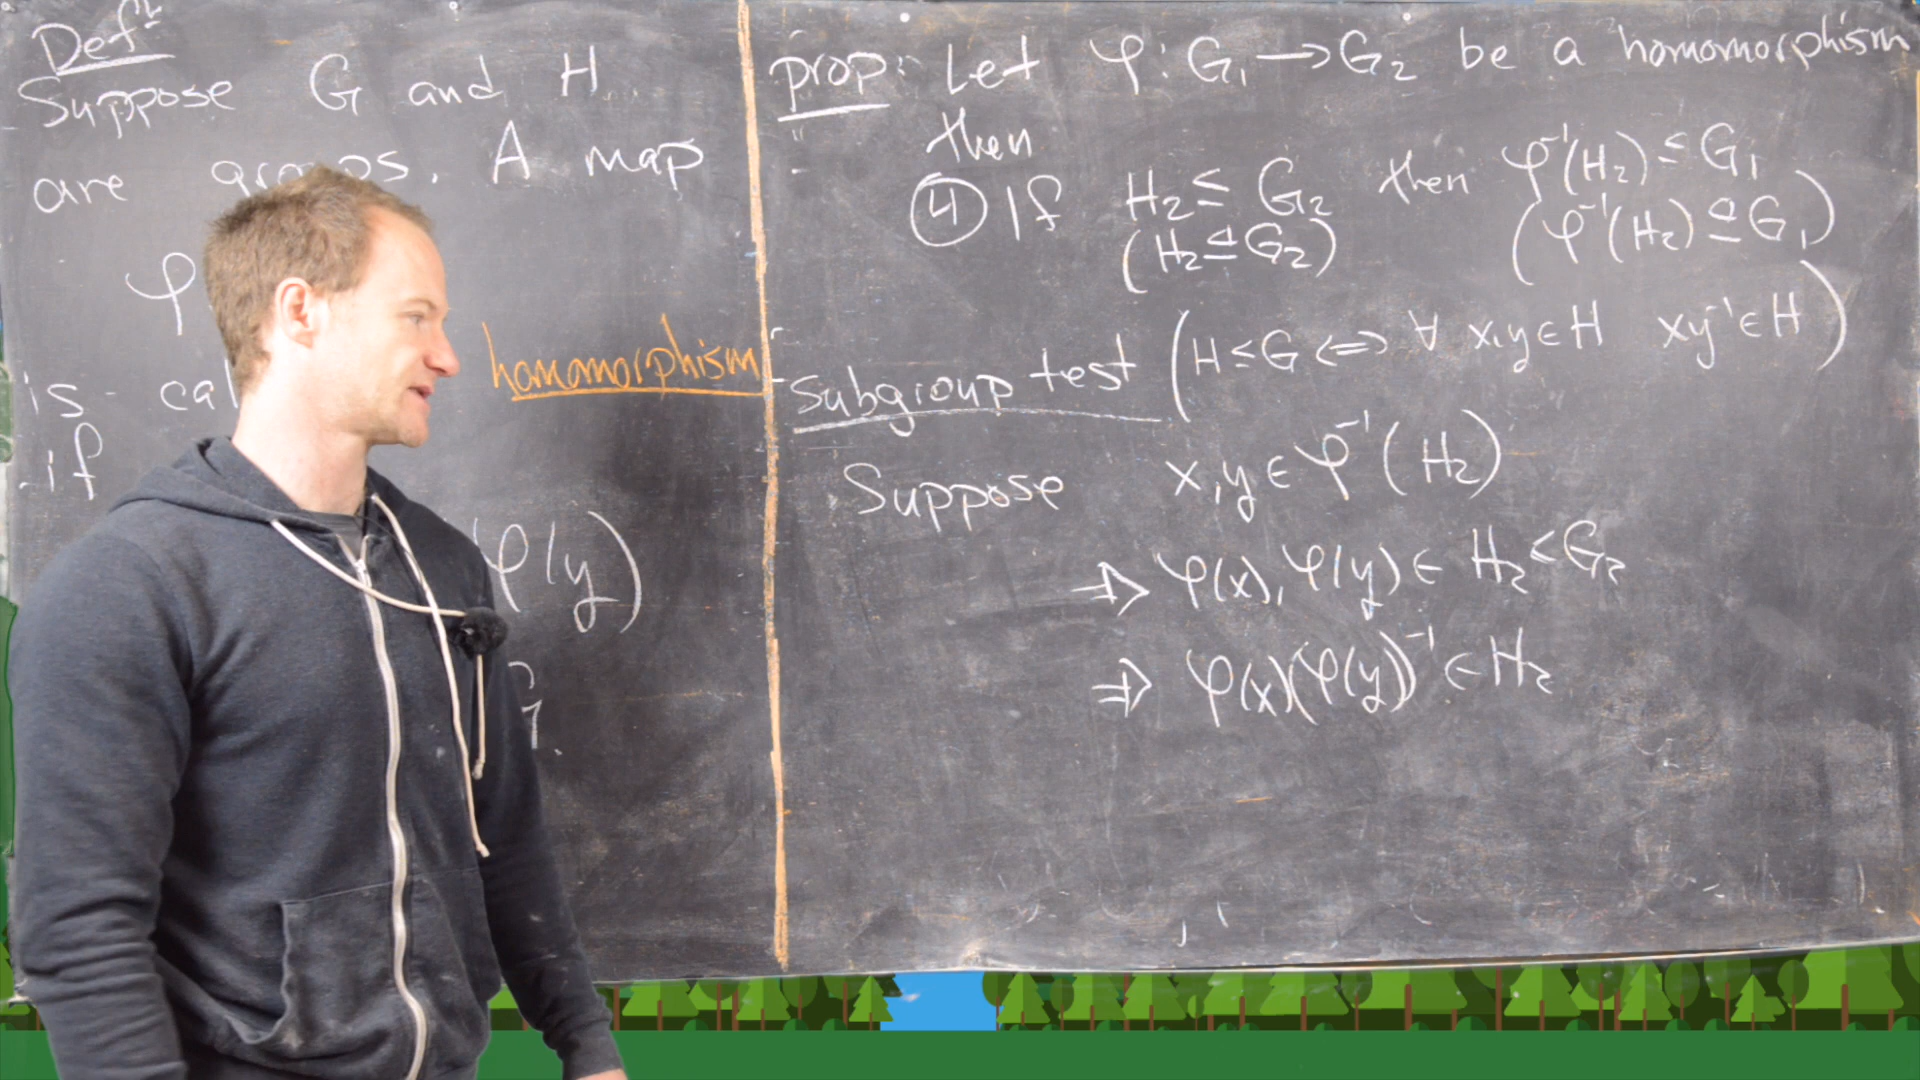 Defⁿ
Suppose G and H
are groups. A map
φ
is cal homomorphism
if
φ(y)
G.
prop: Let φ: G₁ → G₂ be a homomorphism
then
④ If H₂ ≤ G₂ then φ⁻¹(H₂) ≤ G₁
(H₂ ⊴ G₂) (φ⁻¹(H₂) ⊴ G₁)
Subgroup test (H ≤ G ⇔ ∀ x,y ∈ H xy⁻¹ ∈ H)
Suppose x,y ∈ φ⁻¹(H₂)
⇒ φ(x), φ(y) ∈ H₂ < G₂
⇒ φ(x)(φ(y))⁻¹ ∈ H₂